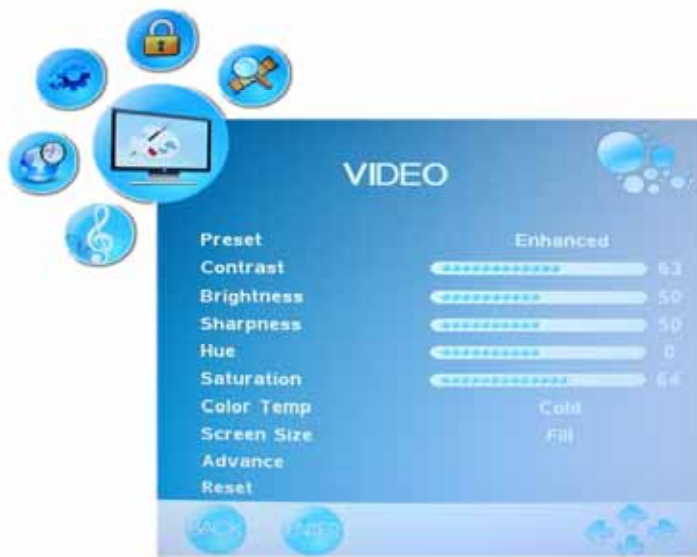 VIDEO
Preset Enhanced
Contrast 63
Brightness 50
Sharpness 50
Hue 0
Saturation 64
Color Temp Cold
Screen Size Fill
Advance
Reset
BACK ENTER